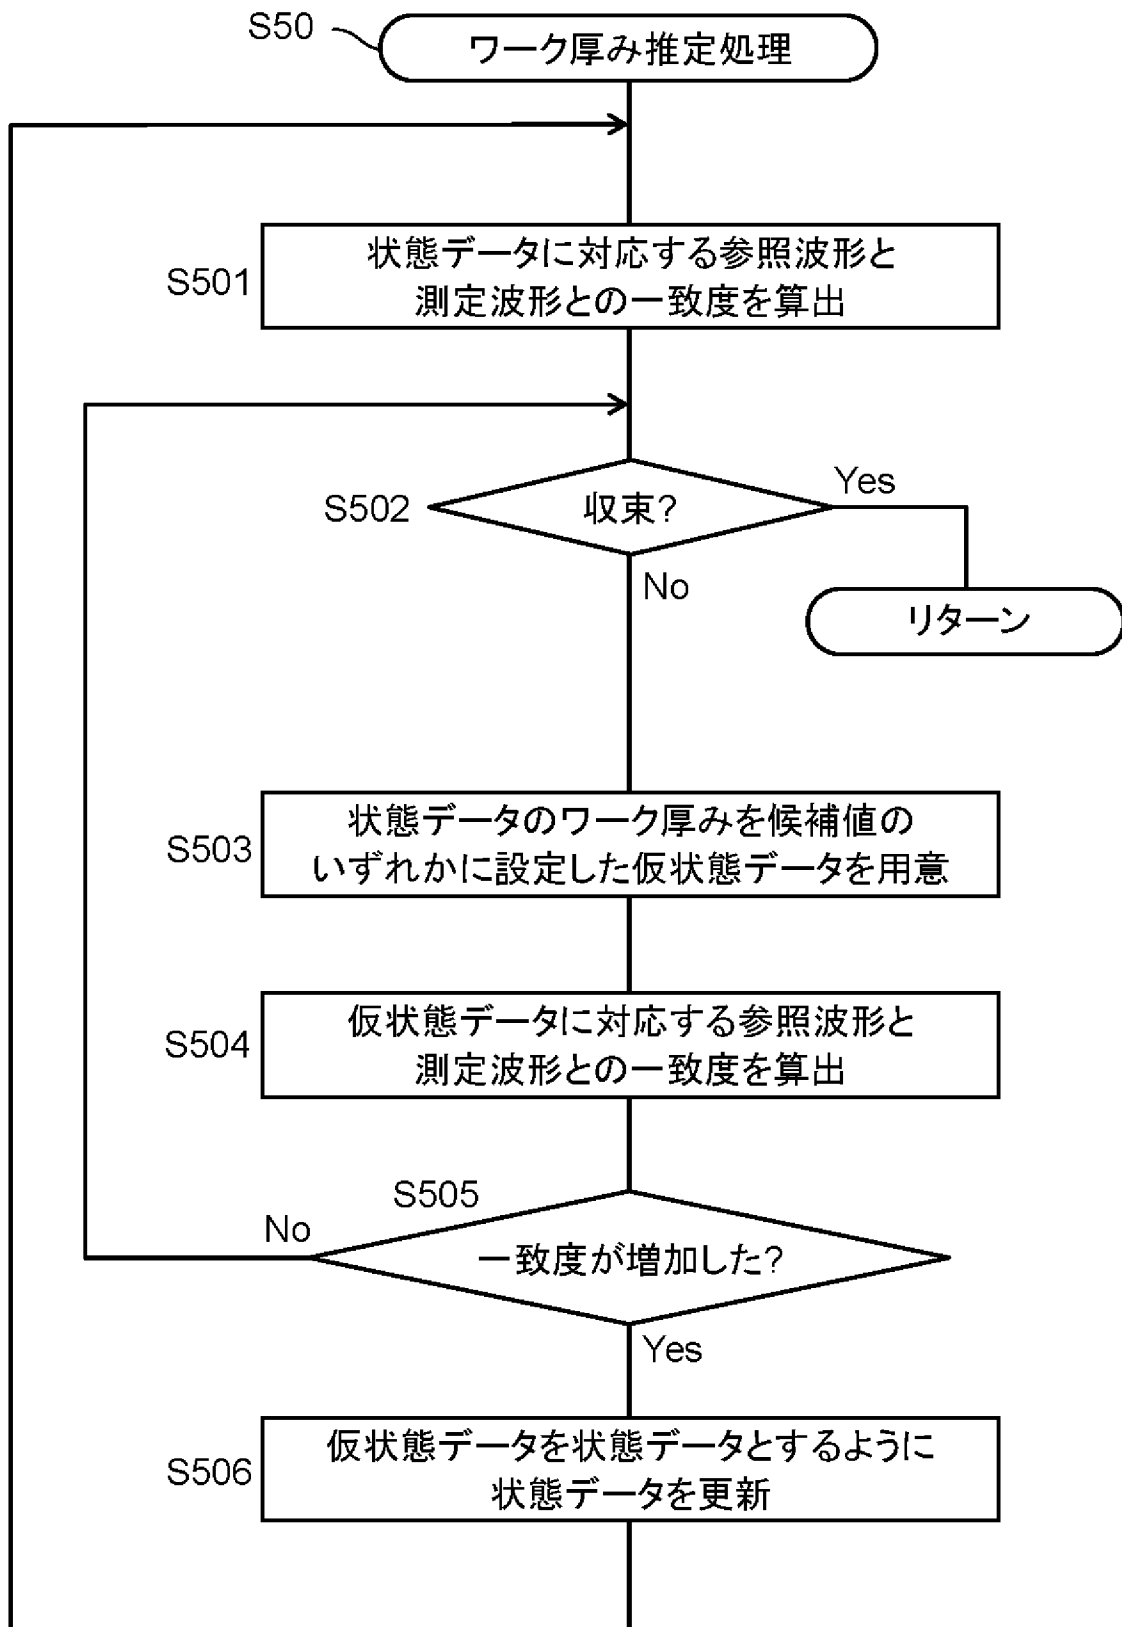 S50
ワーク厚み推定処理
S501
状態データに対応する参照波形と
測定波形との一致度を算出
S502
収束?
Yes
No
リターン
S503
状態データのワーク厚みを候補値の
いずれかに設定した仮状態データを用意
S504
仮状態データに対応する参照波形と
測定波形との一致度を算出
S505
No
一致度が増加した?
Yes
S506
仮状態データを状態データとするように
状態データを更新